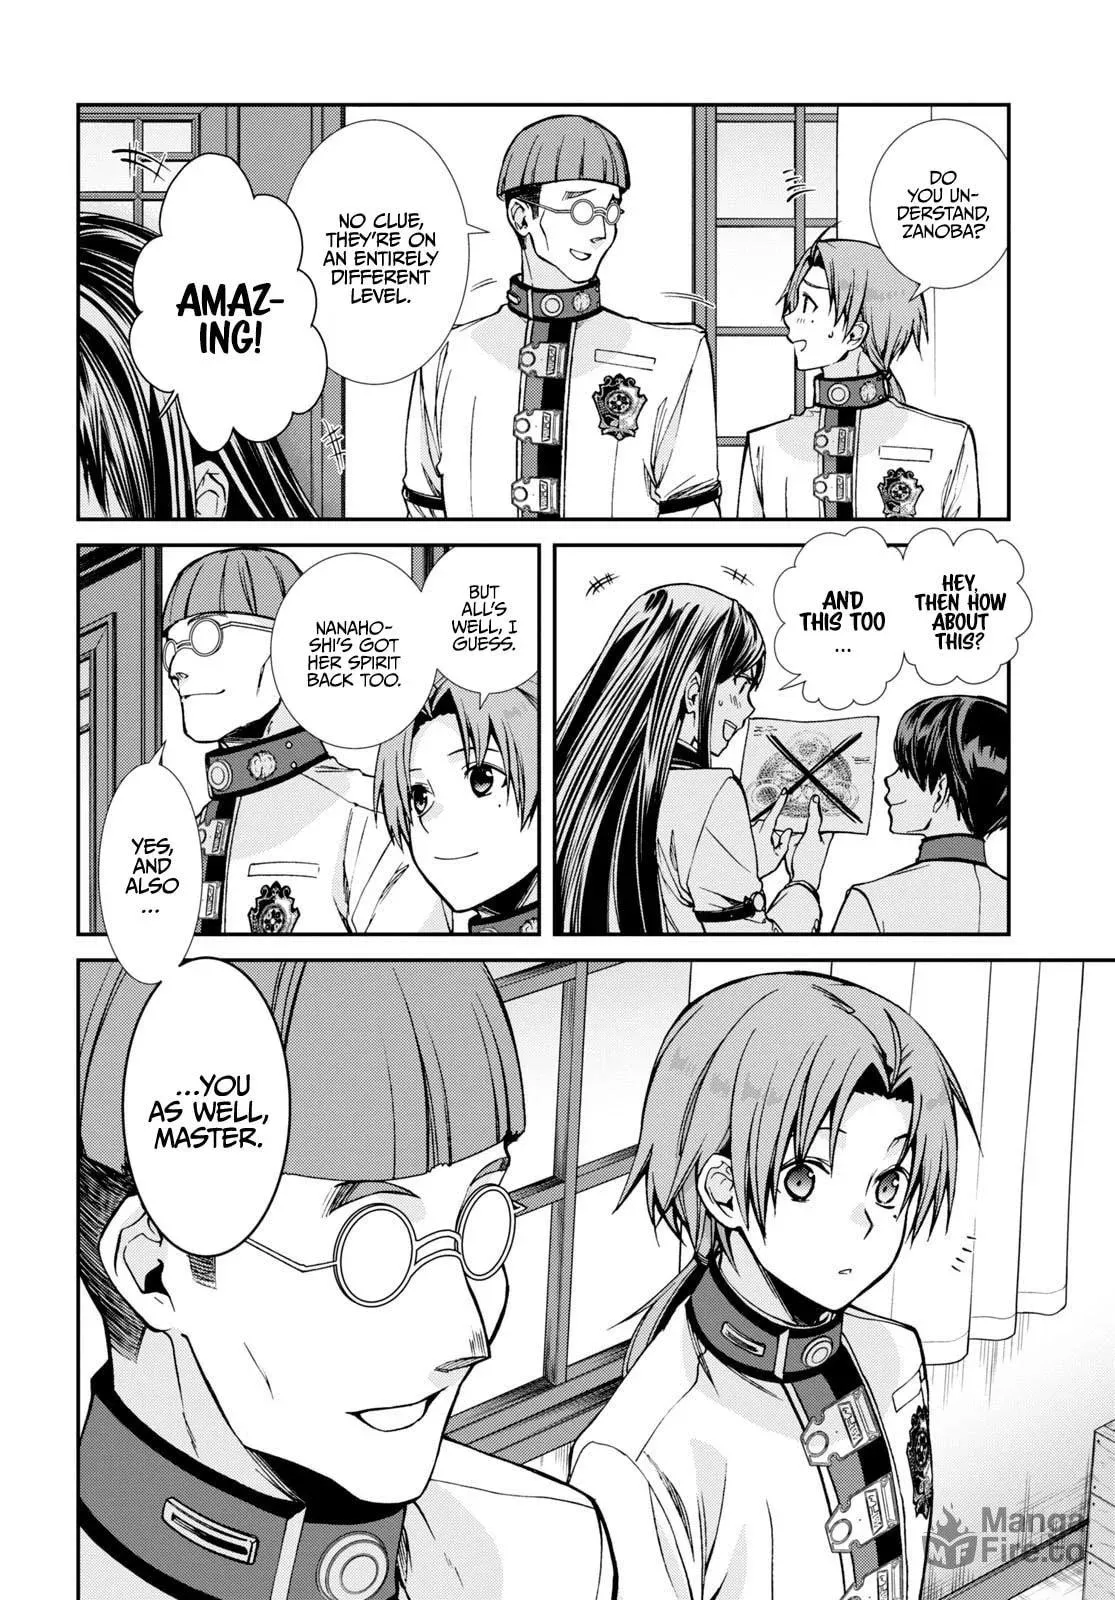 DO
YOU UN-
DERSTAND,
ZANOBA?
NO CLUE,
THEY'RE ON
AN ENTIRELY
DIFFERENT
LEVEL.
AMAZ-
ING!
HEY,
THEN HOW
ABOUT
THIS?
AND
THIS TOO
...
BUT
ALL'S
WELL, I
GUESS.
NANAHO-
SHI'S GOT
HER SPIRIT
BACK TOO.
YES,
AND
ALSO
...
...YOU
AS WELL,
MASTER.
Manga
Fire.to
MF